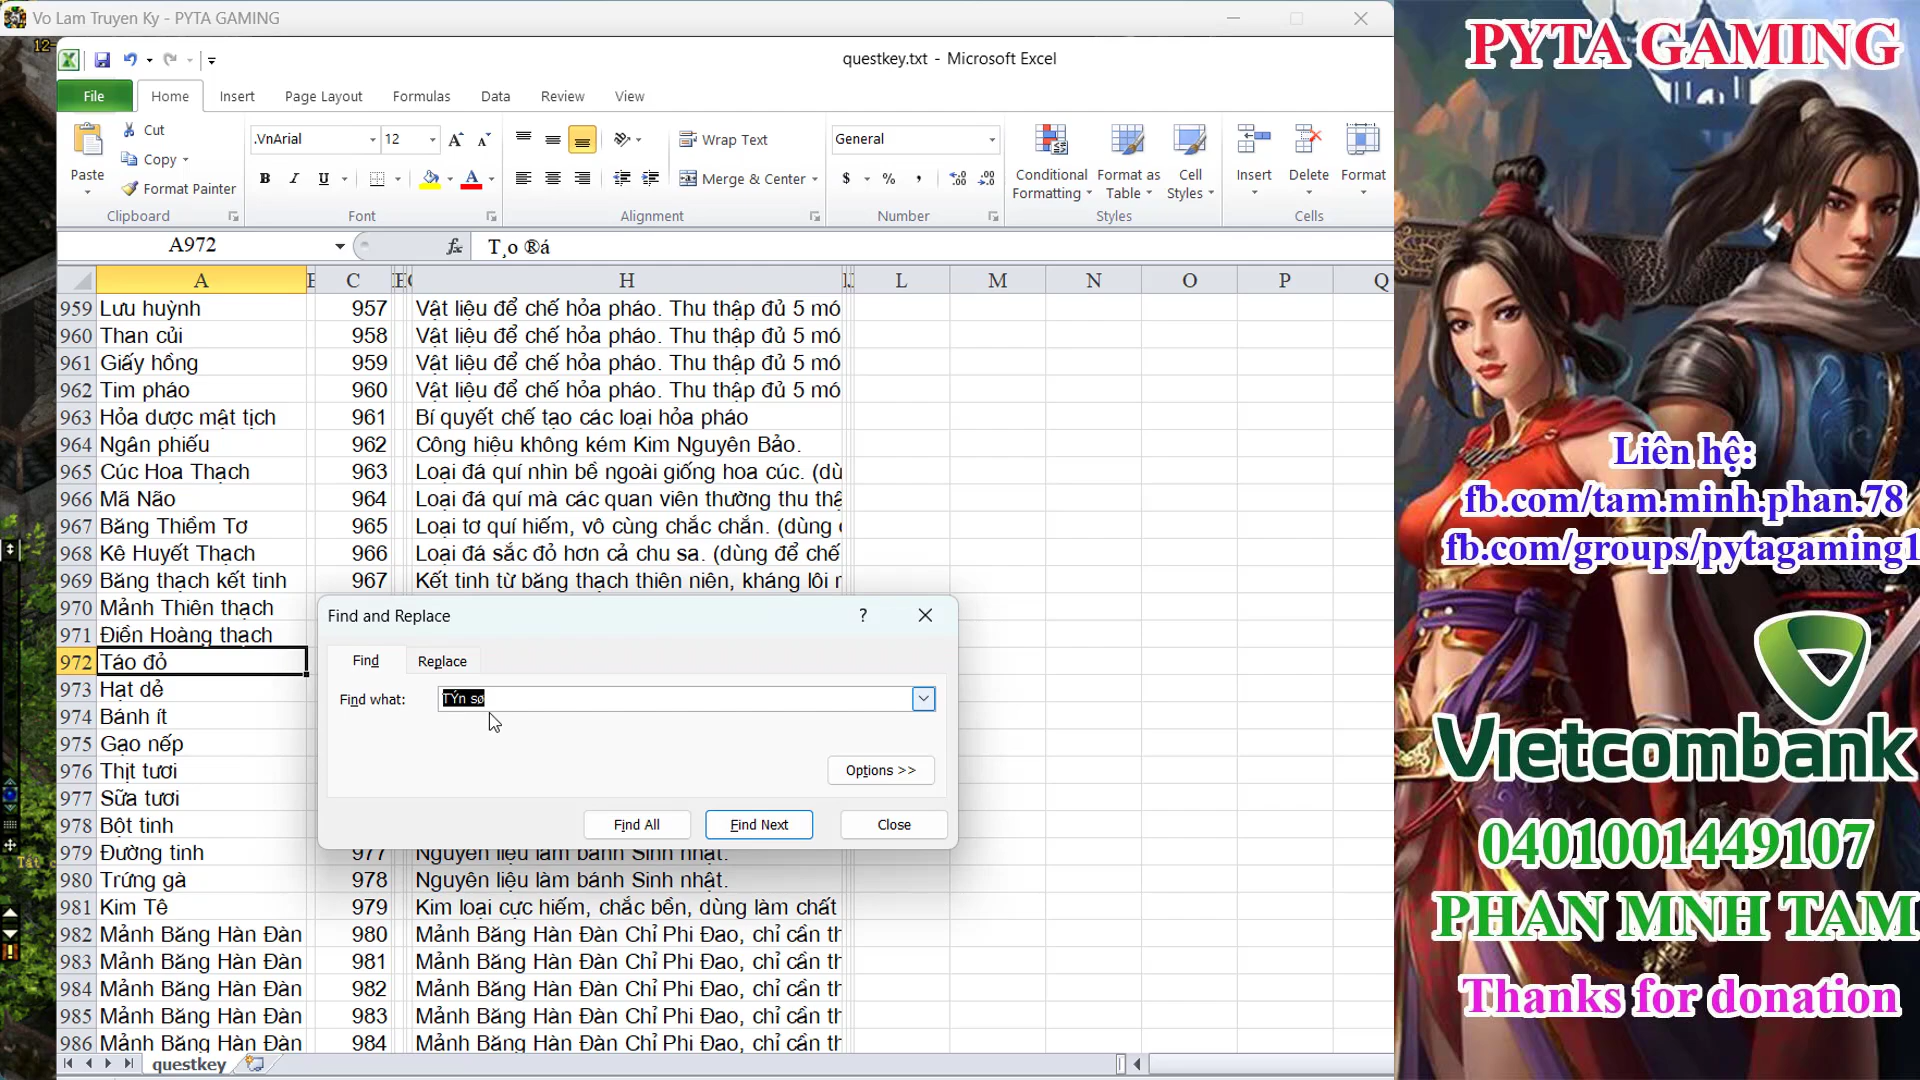 Vo Lam Truyen Ky - PYTA GAMING
questkey.txt - Microsoft Excel
File Home Insert Page Layout Formulas Data Review View
Paste
Cut
Copy
Format Painter
Clipboard
.VnArial 12
B I U
Font
Wrap Text
Merge & Center
Alignment
General
$ % ,
Number
Conditional Formatting
Format as Table
Cell Styles
Styles
Insert Delete Format
Cells
A972 fx T¸o ®á
A C H L M N O P Q
959 Lưu huỳnh 957 Vật liệu để chế hỏa pháo. Thu thập đủ 5 mó
960 Than củi 958 Vật liệu để chế hỏa pháo. Thu thập đủ 5 mó
961 Giấy hồng 959 Vật liệu để chế hỏa pháo. Thu thập đủ 5 mó
962 Tim pháo 960 Vật liệu để chế hỏa pháo. Thu thập đủ 5 mó
963 Hỏa dược mật tịch 961 Bí quyết chế tạo các loại hỏa pháo
964 Ngân phiếu 962 Công hiệu không kém Kim Nguyên Bảo.
965 Cúc Hoa Thạch 963 Loại đá quí nhìn bề ngoài giống hoa cúc. (dù
966 Mã Não 964 Loại đá quí mà các quan viên thường thu thậ
967 Băng Thiềm Tơ 965 Loại tơ quí hiếm, vô cùng chắc chắn. (dùng
968 Kê Huyết Thạch 966 Loại đá sắc đỏ hơn cả chu sa. (dùng để chế
969 Băng thạch kết tinh 967 Kết tinh từ băng thạch thiên niên, kháng lôi
970 Mảnh Thiên thạch
971 Điền Hoàng thạch
972 Táo đỏ
973 Hạt dẻ
974 Bánh ít
975 Gạo nếp
976 Thịt tươi
977 Sữa tươi
978 Bột tinh
979 Đường tinh 977 Nguyên liệu làm bánh Sinh nhật.
980 Trứng gà 978 Nguyên liệu làm bánh Sinh nhật.
981 Kim Tê 979 Kim loại cực hiếm, chắc bền, dùng làm chất
982 Mảnh Băng Hàn Đàn 980 Mảnh Băng Hàn Đàn Chỉ Phi Đao, chỉ cần th
983 Mảnh Băng Hàn Đàn 981 Mảnh Băng Hàn Đàn Chỉ Phi Đao, chỉ cần th
984 Mảnh Băng Hàn Đàn 982 Mảnh Băng Hàn Đàn Chỉ Phi Đao, chỉ cần th
985 Mảnh Băng Hàn Đàn 983 Mảnh Băng Hàn Đàn Chỉ Phi Đao, chỉ cần th
986 Mảnh Băng Hàn Đàn 984 Mảnh Băng Hàn Đàn Chỉ Phi Đao, chỉ cần th
questkey
Find and Replace
?
Find Replace
Find what: TÝn sø
Options >>
Find All Find Next Close
PYTA GAMING
Liên hệ:
fb.com/tam.minh.phan.78
fb.com/groups/pytagaming1
Vietcombank
0401001449107
PHAN MNH TAM
Thanks for donation